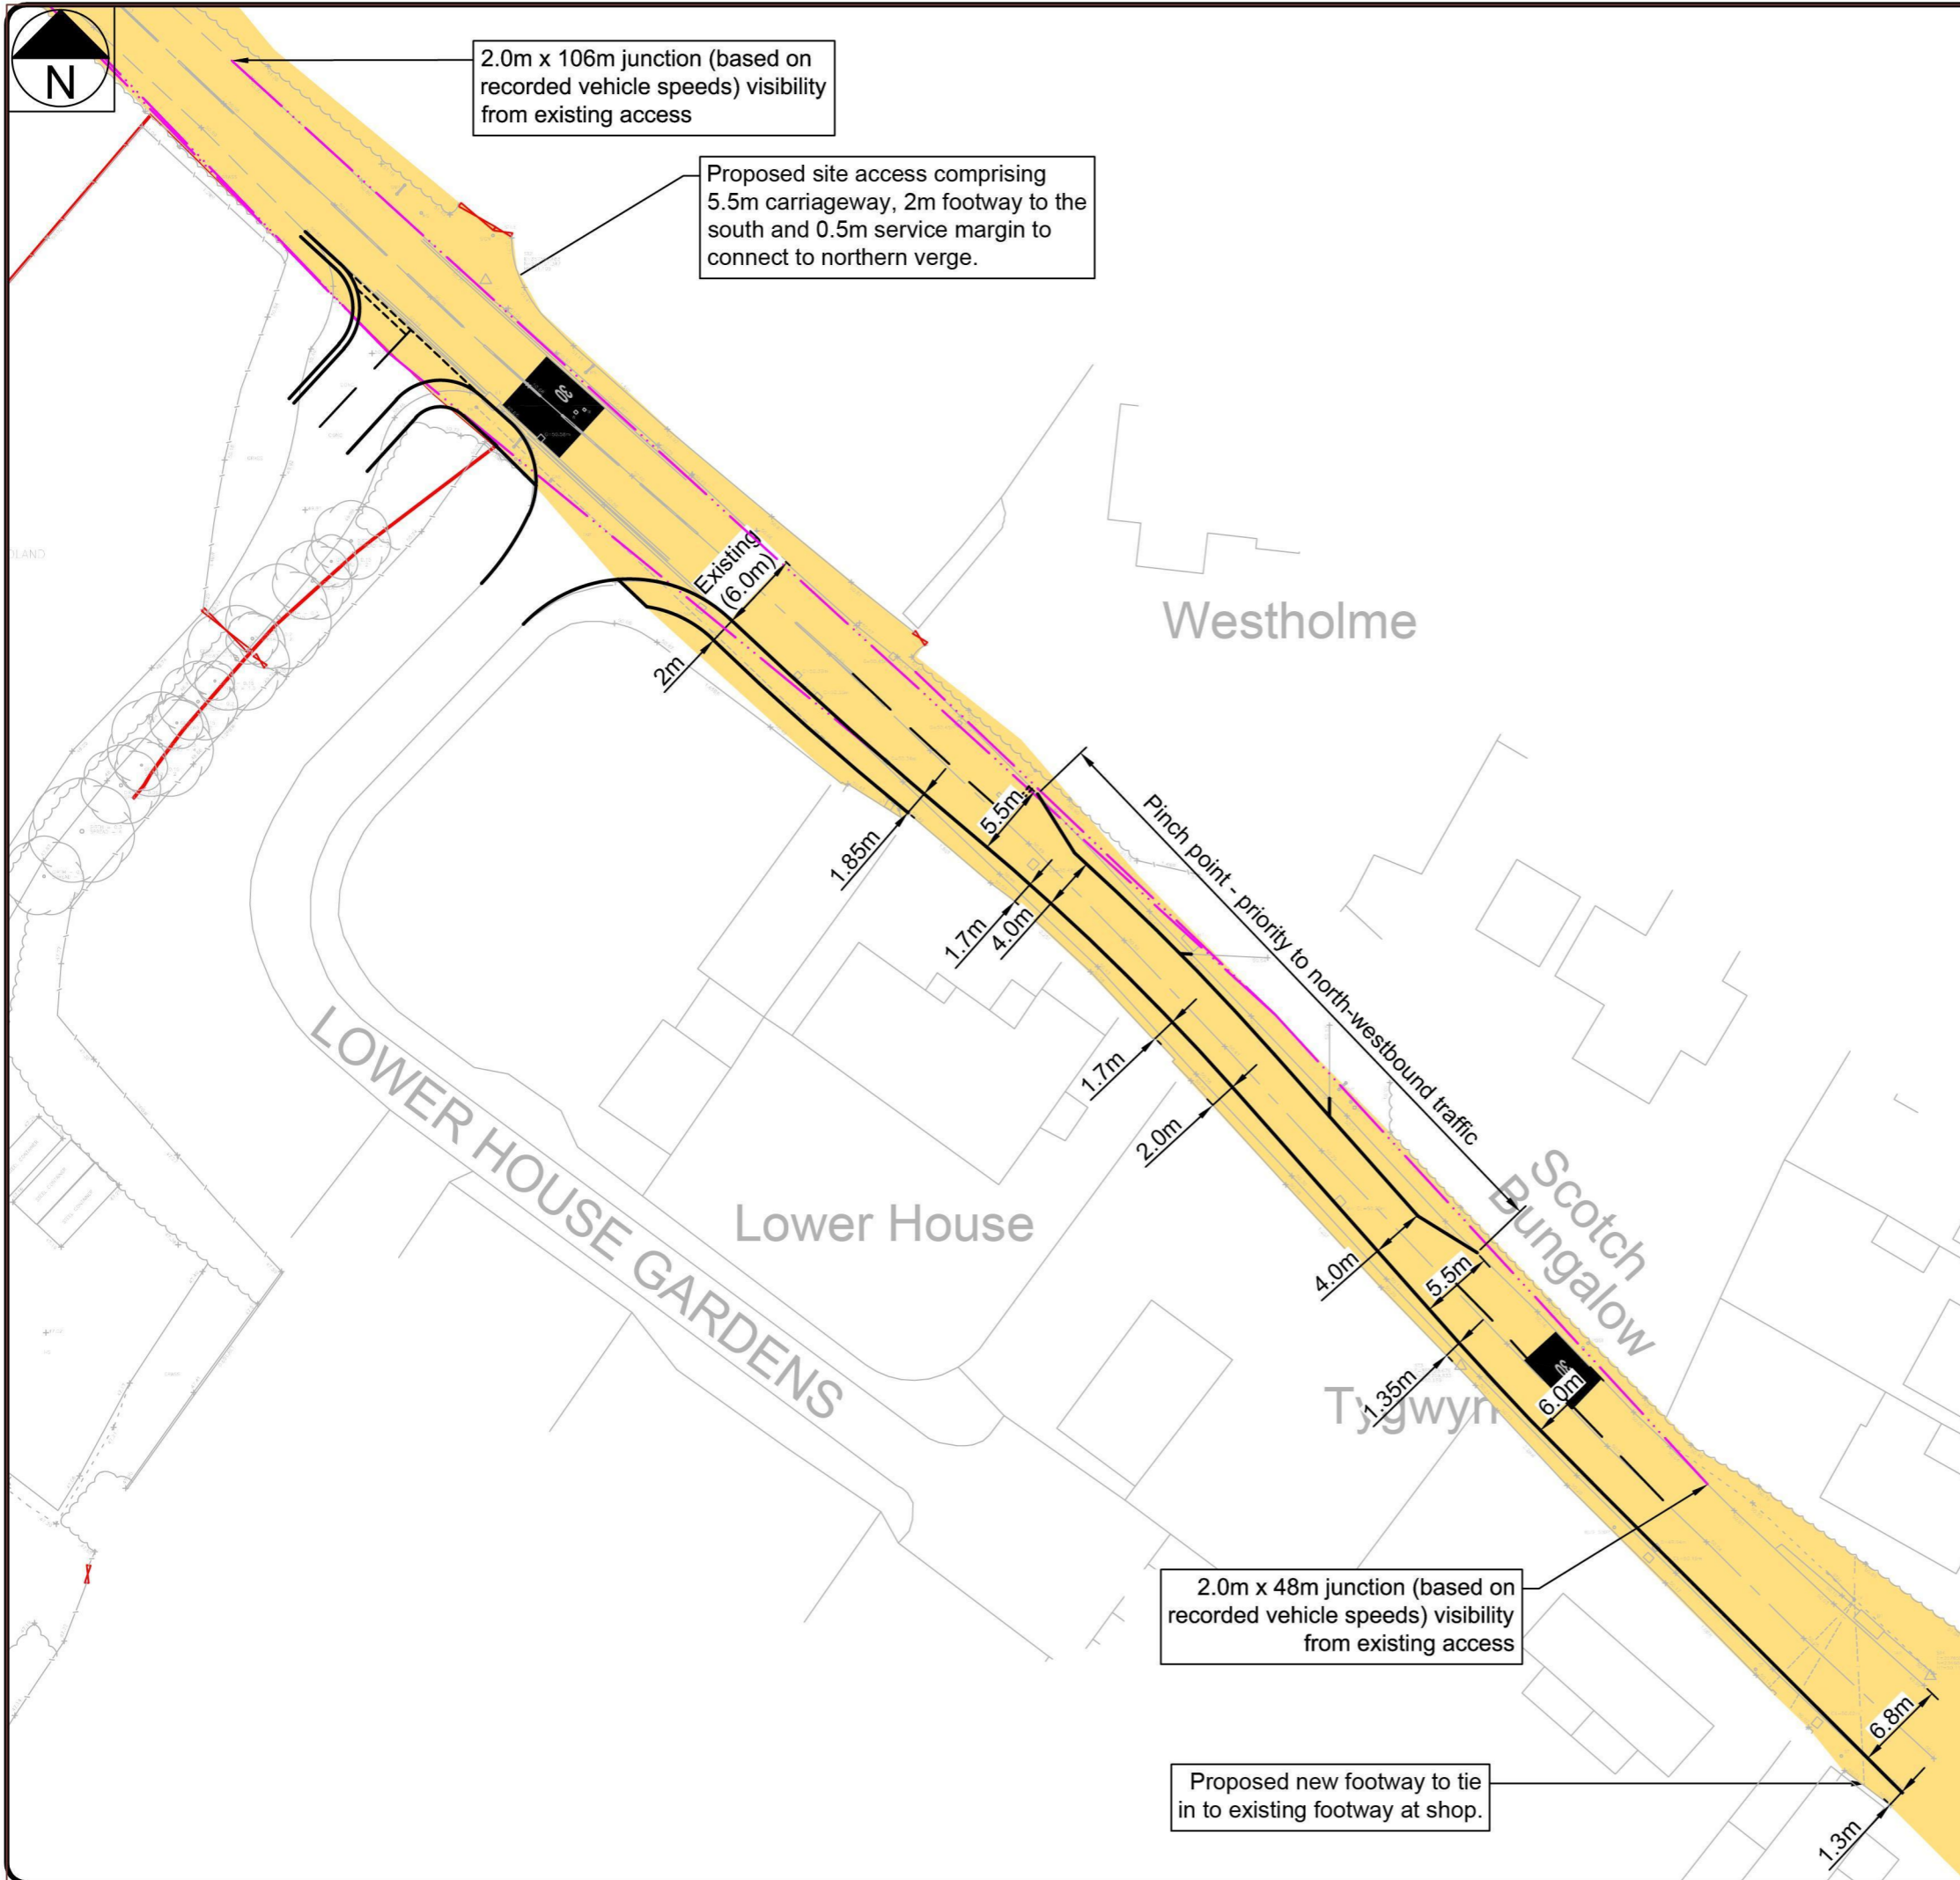 N
2.0m x 106m junction (based on
recorded vehicle speeds) visibility
from existing access
Proposed site access comprising
5.5m carriageway, 2m footway to the
south and 0.5m service margin to
connect to northern verge.
30
Existing
(6.0m)
2m
Westholme
1.85m
5.5m
1.7m
4.0m
Pinch point - priority to north-westbound traffic
1.7m
2.0m
LOWER HOUSE GARDENS
Lower House
Scotch
Bungalow
4.0m
5.5m
1.35m
Tygwyn
30
6.0m
2.0m x 48m junction (based on
recorded vehicle speeds) visibility
from existing access
6.8m
Proposed new footway to tie
in to existing footway at shop.
1.3m